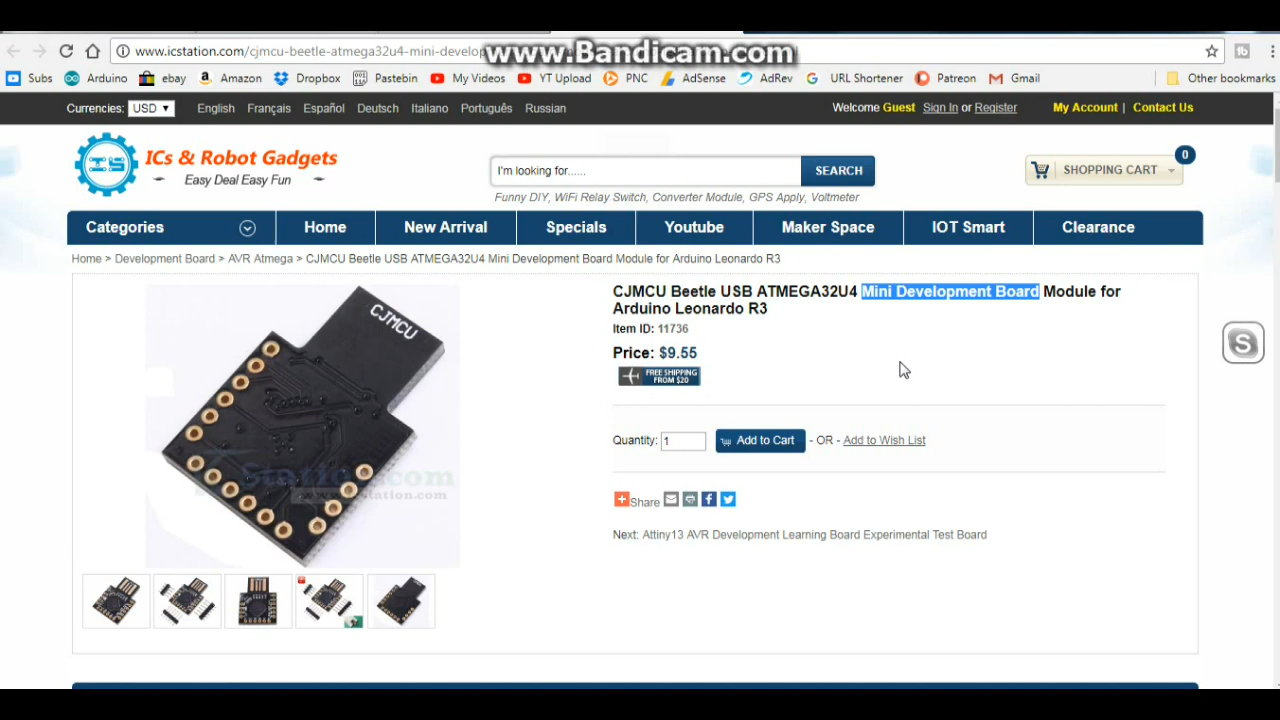 www.Bandicam.com
www.icstation.com/cjmcu-beetle-atmega32u4-mini-develop
Subs Arduino ebay Amazon Dropbox Pastebin My Videos YT Upload PNC AdSense AdRev URL Shortener Patreon Gmail Other bookmarks
Currencies: USD English Français Español Deutsch Italiano Português Russian Welcome Guest Sign In or Register My Account | Contact Us
ICs & Robot Gadgets
Easy Deal Easy Fun
I'm looking for......
SEARCH
SHOPPING CART
0
Funny DIY, WiFi Relay Switch, Converter Module, GPS Apply, Voltmeter
Categories Home New Arrival Specials Youtube Maker Space IOT Smart Clearance
Home > Development Board > AVR Atmega > CJMCU Beetle USB ATMEGA32U4 Mini Development Board Module for Arduino Leonardo R3
CJMCU
CJMCU Beetle USB ATMEGA32U4 Mini Development Board Module for
Arduino Leonardo R3
Item ID: 11736
Price: $9.55
FREE SHIPPING
FROM $20
Quantity: 1 Add to Cart - OR - Add to Wish List
Share
Next: Attiny13 AVR Development Learning Board Experimental Test Board